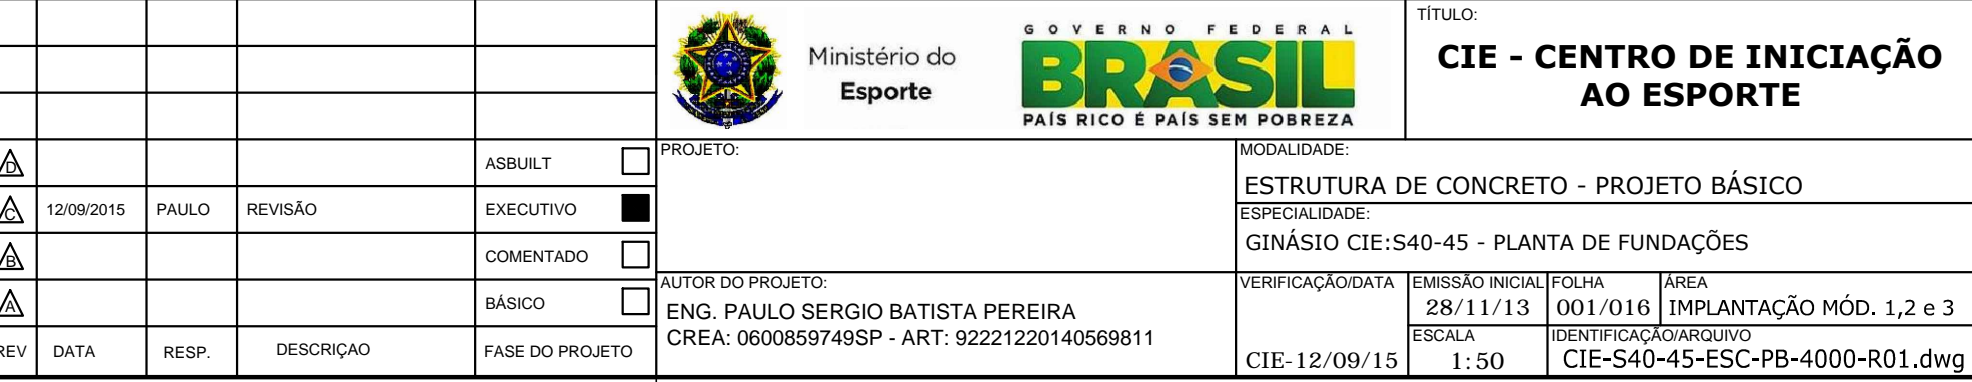 D
ASBUILT
C 12/09/2015 PAULO REVISÃO EXECUTIVO
B
COMENTADO
A
BÁSICO
REV DATA RESP. DESCRIÇAO FASE DO PROJETO
Ministério do
Esporte
GOVERNO FEDERAL
BRASIL
PAÍS RICO É PAÍS SEM POBREZA
TÍTULO:
CIE - CENTRO DE INICIAÇÃO
AO ESPORTE
PROJETO:
MODALIDADE:
ESTRUTURA DE CONCRETO - PROJETO BÁSICO
ESPECIALIDADE:
GINÁSIO CIE:S40-45 - PLANTA DE FUNDAÇÕES
AUTOR DO PROJETO:
ENG. PAULO SERGIO BATISTA PEREIRA
CREA: 0600859749SP - ART: 92221220140569811
VERIFICAÇÃO/DATA
CIE-12/09/15
EMISSÃO INICIAL
28/11/13
FOLHA
001/016
ÁREA
IMPLANTAÇÃO MÓD. 1,2 e 3
ESCALA
1:50
IDENTIFICAÇÃO/ARQUIVO
CIE-S40-45-ESC-PB-4000-R01.dwg